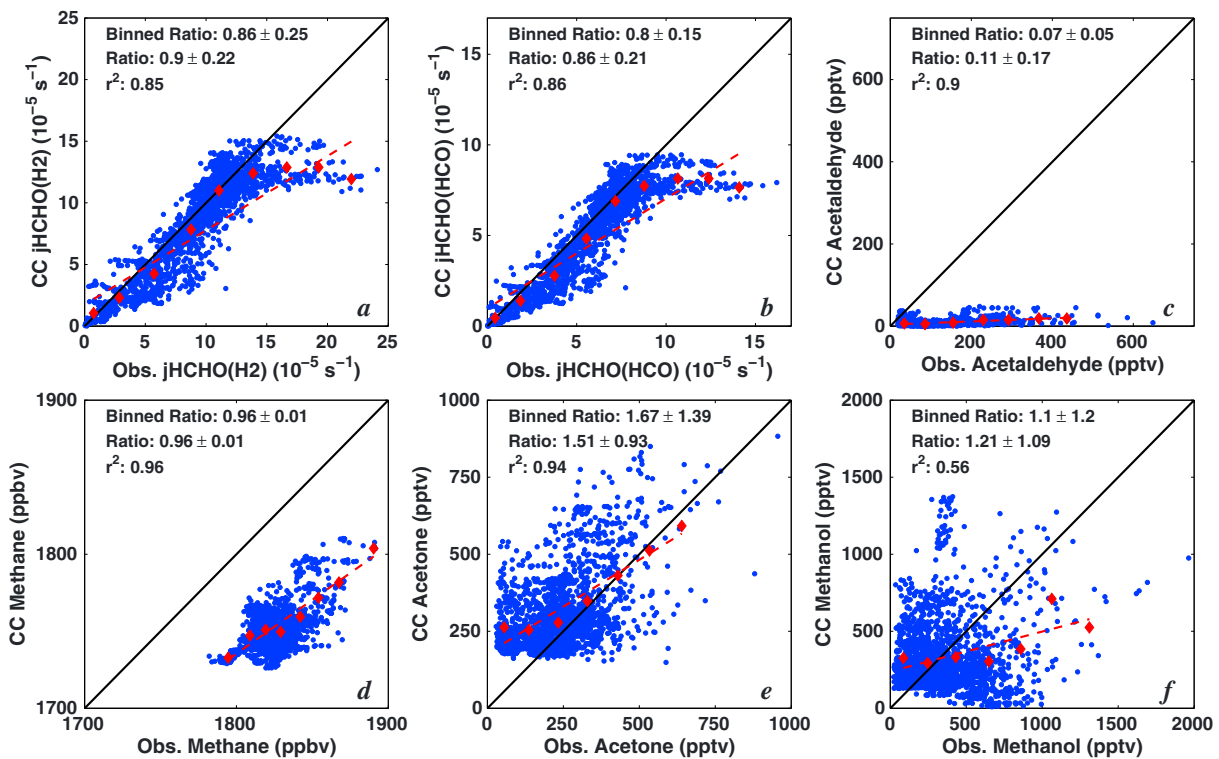 Binned Ratio: 0.86 ± 0.25
Ratio: 0.9 ± 0.22
r²: 0.85
25
20
15
10
5
0
CC jHCHO(H2) (10⁻⁵ s⁻¹)
a
0 5 10 15 20 25
Obs. jHCHO(H2) (10⁻⁵ s⁻¹)
Binned Ratio: 0.8 ± 0.15
Ratio: 0.86 ± 0.21
r²: 0.86
15
10
5
0
CC jHCHO(HCO) (10⁻⁵ s⁻¹)
b
0 5 10 15
Obs. jHCHO(HCO) (10⁻⁵ s⁻¹)
Binned Ratio: 0.07 ± 0.05
Ratio: 0.11 ± 0.17
r²: 0.9
600
400
200
0
CC Acetaldehyde (pptv)
c
0 200 400 600
Obs. Acetaldehyde (pptv)
Binned Ratio: 0.96 ± 0.01
Ratio: 0.96 ± 0.01
r²: 0.96
1900
1800
1700
CC Methane (ppbv)
d
1700 1800 1900
Obs. Methane (ppbv)
Binned Ratio: 1.67 ± 1.39
Ratio: 1.51 ± 0.93
r²: 0.94
1000
750
500
250
0
CC Acetone (pptv)
e
0 250 500 750 1000
Obs. Acetone (pptv)
Binned Ratio: 1.1 ± 1.2
Ratio: 1.21 ± 1.09
r²: 0.56
2000
1500
1000
500
0
CC Methanol (pptv)
f
0 500 1000 1500 2000
Obs. Methanol (pptv)